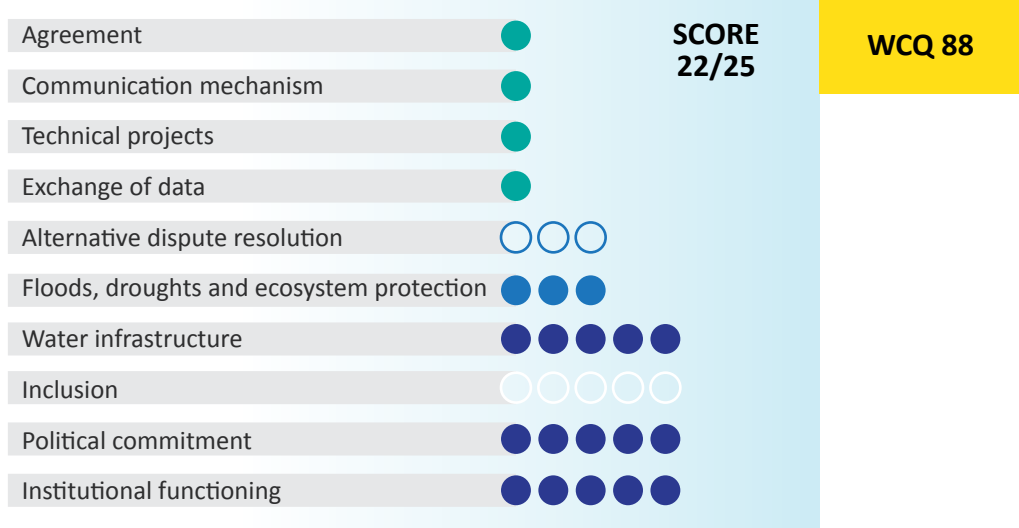 Agreement
Communication mechanism
Technical projects
Exchange of data
Alternative dispute resolution
Floods, droughts and ecosystem protection
Water infrastructure
Inclusion
Political commitment
Institutional functioning
SCORE
22/25
WCQ 88